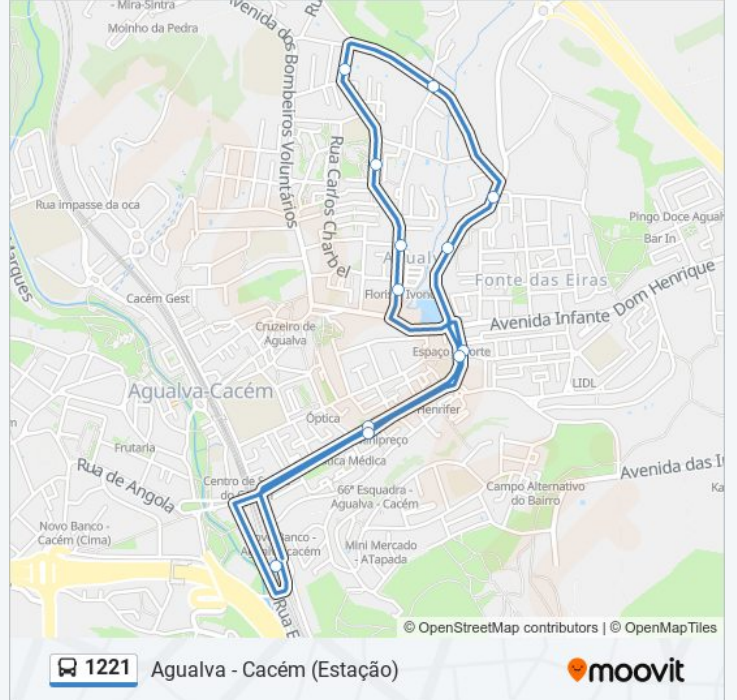 - Mira-Sintra
Moinho da Pedra
Avenida dos Bombeiros Voluntários
Rua Carlos Charbel
Rua impasse da oca
Pingo Doce Agual
Bar In
Marques
Fonte das Eiras
Cacém Gest
Avenida Infante Dom Henrique
Cruzeiro de
Agualva
Espaço
LIDL
Agualva-Cacém
Óptica
Henrifer
Frutaria
Rua de Angola
Médica
Centro de
Avenida das
66ª Esquadra -
Agualva - Cacém
Campo Alternativo
do Bairro
Novo Banco -
Cacém (Cima)
Mini Mercado
- ATapada
© OpenStreetMap contributors | © OpenMapTiles
1221 Agualva - Cacém (Estação)
moovit